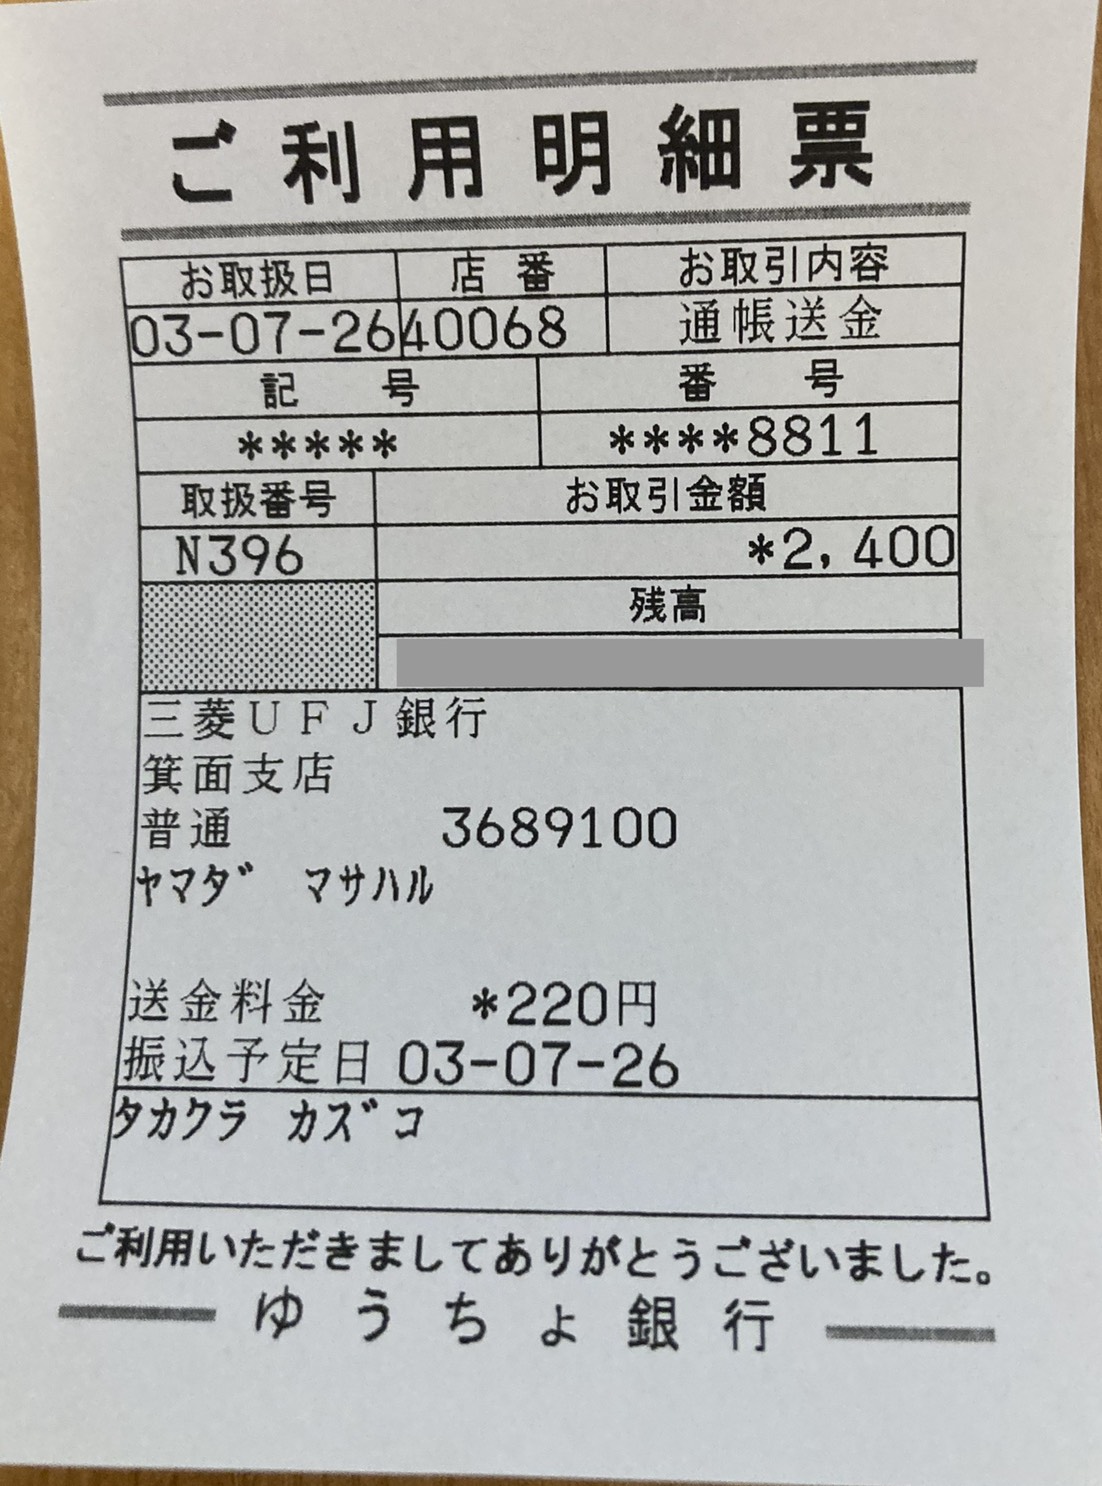 ご利用明細票
お取扱日 店番 お取引内容
03-07-26 40068 通帳送金
記号 番号
***** ****8811
取扱番号 お取引金額
N396 *2,400
残高
三菱UFJ銀行
箕面支店
普通 3689100
ﾔﾏﾀﾞ ﾏｻﾊﾙ
送金料金 *220円
振込予定日 03-07-26
ﾀｶｸﾗ ｶｽﾞｺ
ご利用いただきましてありがとうございました。
ゆうちょ銀行